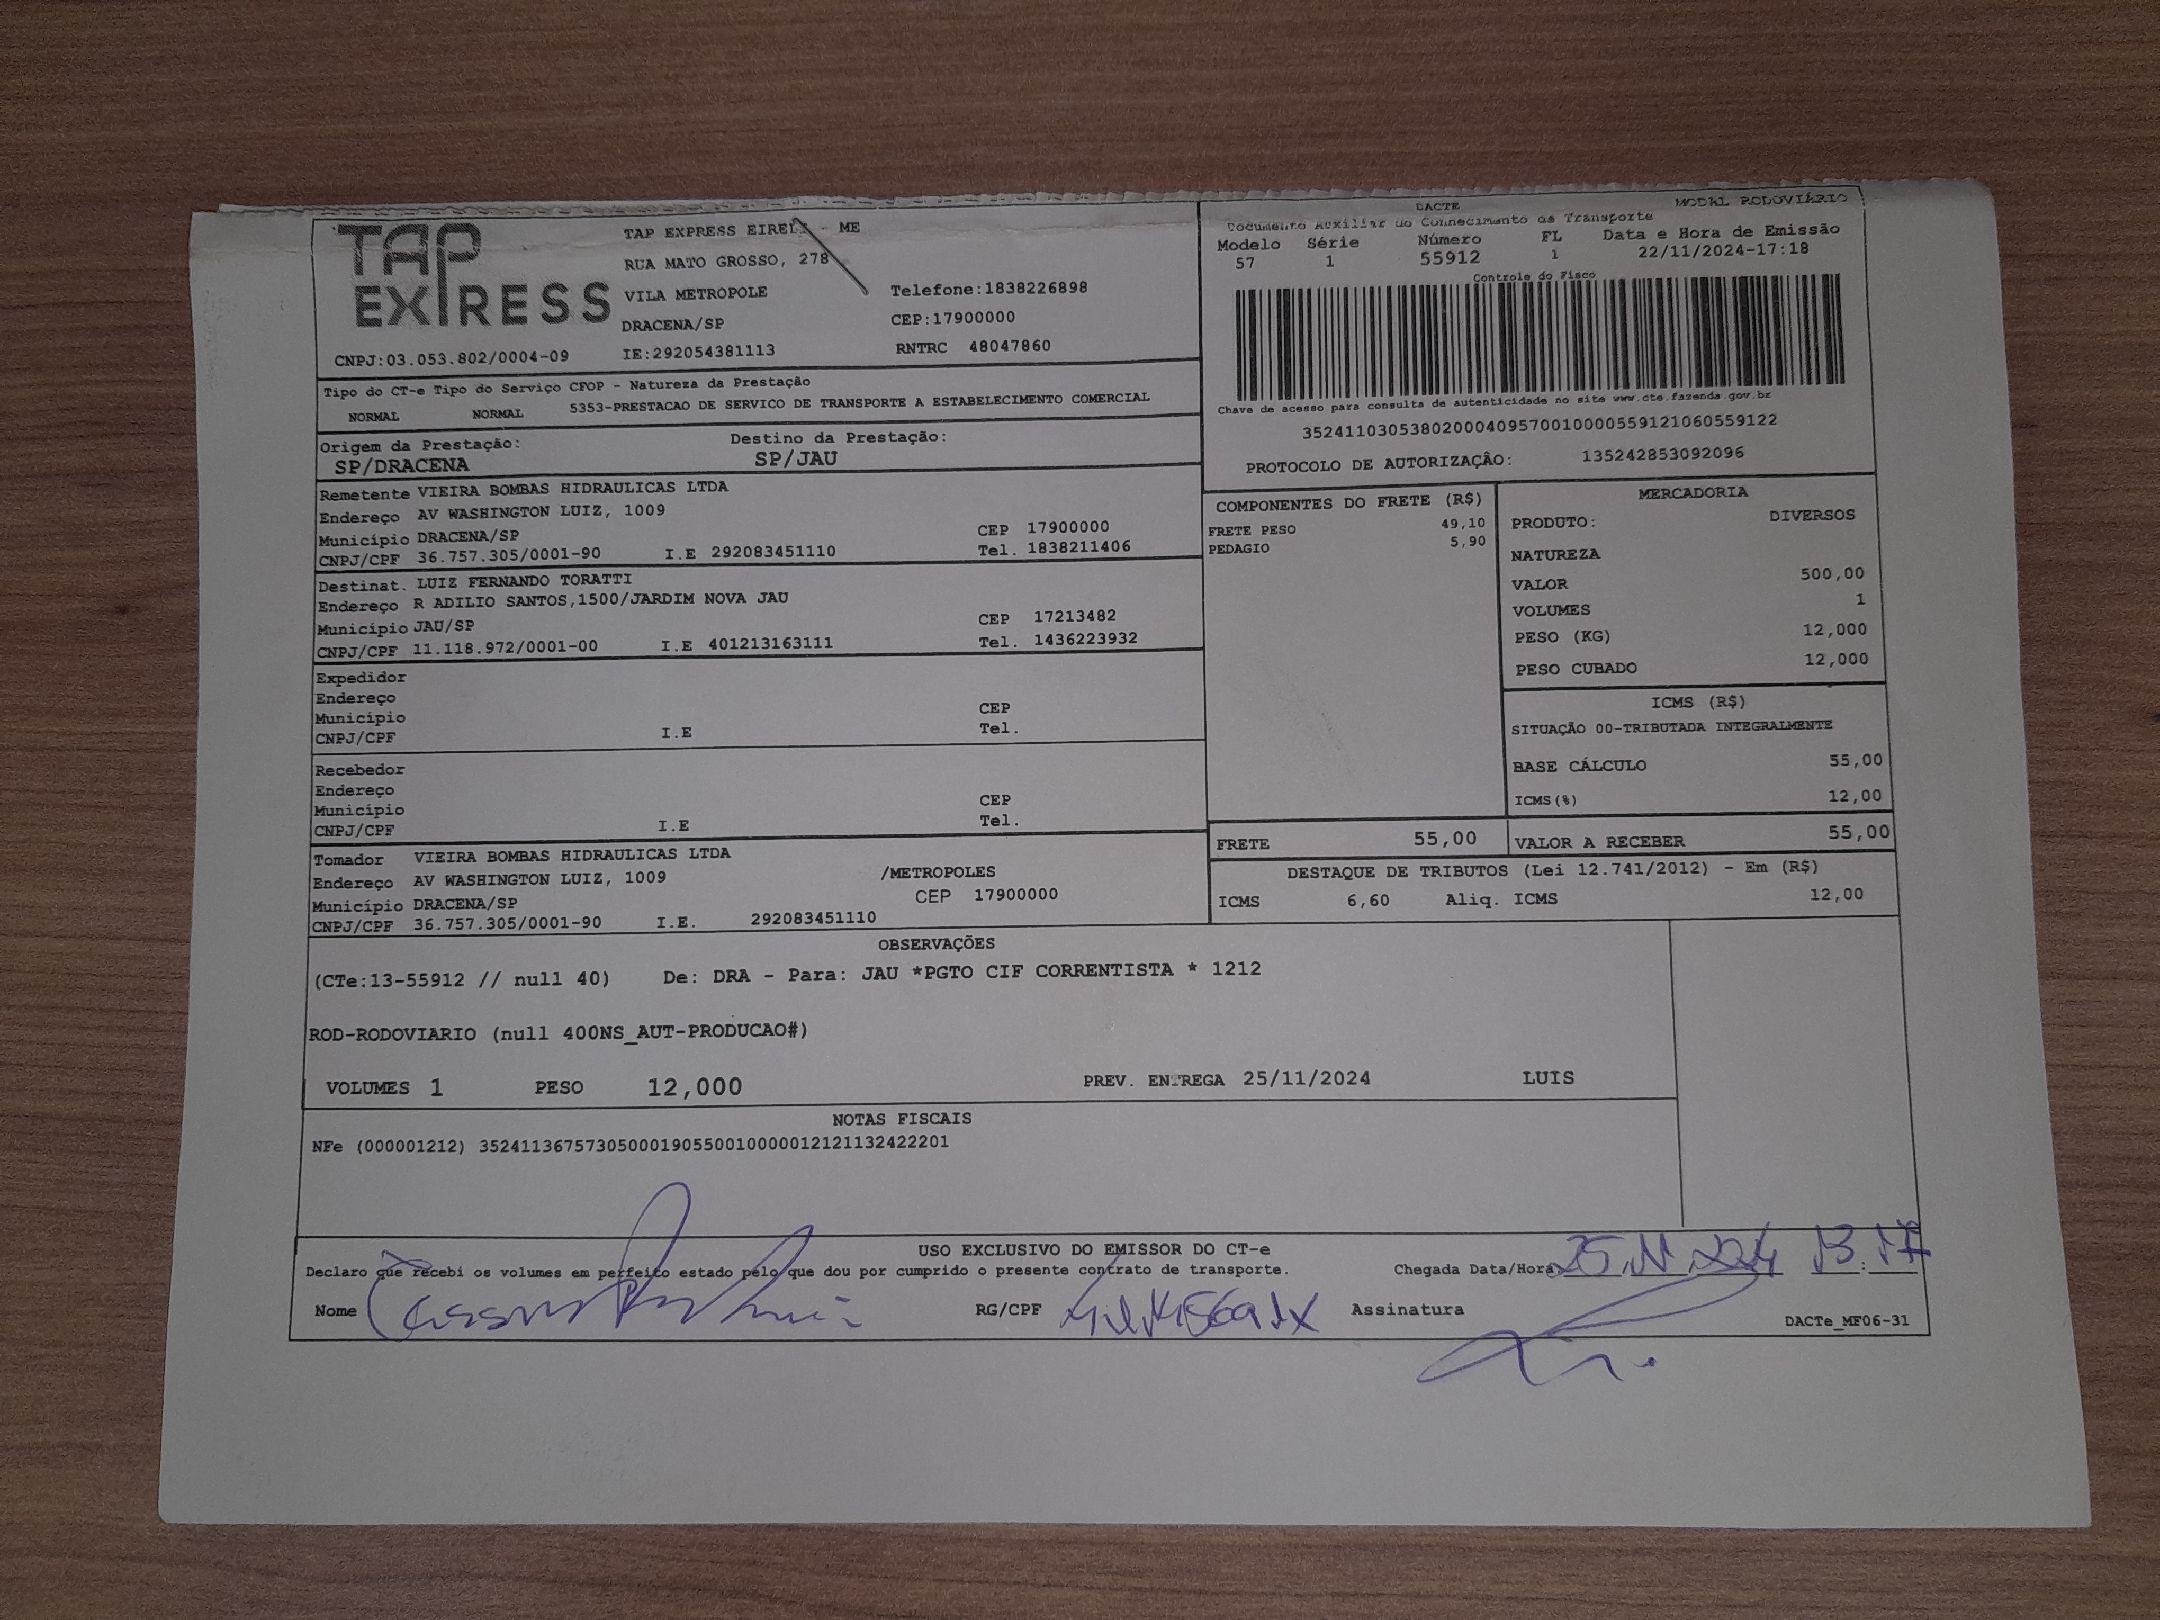 TAP EXPRESS
TAP EXPRESS EIRELI - ME
RUA MATO GROSSO, 278
VILA METROPOLE Telefone:1838226898
DRACENA/SP CEP:17900000
CNPJ:03.053.802/0004-09 IE:292054381113 RNTRC 48047860
DACTE MODAL RODOVIÁRIO
Documento Auxiliar do Conhecimento de Transporte
Modelo Série Número FL Data e Hora de Emissão
57 1 55912 1 22/11/2024-17:18
Controle do Fisco
Chave de acesso para consulta de autenticidade no site www.cte.fazenda.gov.br
35241103053802000409570010000559121060559122
PROTOCOLO DE AUTORIZAÇÃO: 135242853092096
Tipo do CT-e Tipo do Serviço CFOP - Natureza da Prestação
NORMAL NORMAL 5353-PRESTACAO DE SERVICO DE TRANSPORTE A ESTABELECIMENTO COMERCIAL
Origem da Prestação: Destino da Prestação:
SP/DRACENA SP/JAU
Remetente VIEIRA BOMBAS HIDRAULICAS LTDA
Endereço AV WASHINGTON LUIZ, 1009
Município DRACENA/SP CEP 17900000
CNPJ/CPF 36.757.305/0001-90 I.E 292083451110 Tel. 1838211406
Destinat. LUIZ FERNANDO TORATTI
Endereço R ADILIO SANTOS,1500/JARDIM NOVA JAU
Município JAU/SP CEP 17213482
CNPJ/CPF 11.118.972/0001-00 I.E 401213163111 Tel. 1436223932
Expedidor
Endereço
Município CEP
CNPJ/CPF I.E Tel.
Recebedor
Endereço
Município CEP
CNPJ/CPF I.E Tel.
Tomador VIEIRA BOMBAS HIDRAULICAS LTDA
Endereço AV WASHINGTON LUIZ, 1009 /METROPOLES
Município DRACENA/SP CEP 17900000
CNPJ/CPF 36.757.305/0001-90 I.E. 292083451110
COMPONENTES DO FRETE (R$)
FRETE PESO 49,10
PEDAGIO 5,90
MERCADORIA
PRODUTO: DIVERSOS
NATUREZA
VALOR 500,00
VOLUMES 1
PESO (KG) 12,000
PESO CUBADO 12,000
ICMS (R$)
SITUAÇÃO 00-TRIBUTADA INTEGRALMENTE
BASE CÁLCULO 55,00
ICMS(%) 12,00
FRETE 55,00 VALOR A RECEBER 55,00
DESTAQUE DE TRIBUTOS (Lei 12.741/2012) - Em (R$)
ICMS 6,60 Aliq. ICMS 12,00
OBSERVAÇÕES
(CTe:13-55912 // null 40) De: DRA - Para: JAU *PGTO CIF CORRENTISTA * 1212
ROD-RODOVIARIO (null 400NS_AUT-PRODUCAO#)
VOLUMES 1 PESO 12,000 PREV. ENTREGA 25/11/2024 LUIS
NOTAS FISCAIS
NFe (000001212) 35241136757305000190550010000012121132422201
USO EXCLUSIVO DO EMISSOR DO CT-e
Declaro que recebi os volumes em perfeito estado pelo que dou por cumprido o presente contrato de transporte. Chegada Data/Hora 25.11.2024
Nome RG/CPF Assinatura
DACTe_MF06-31